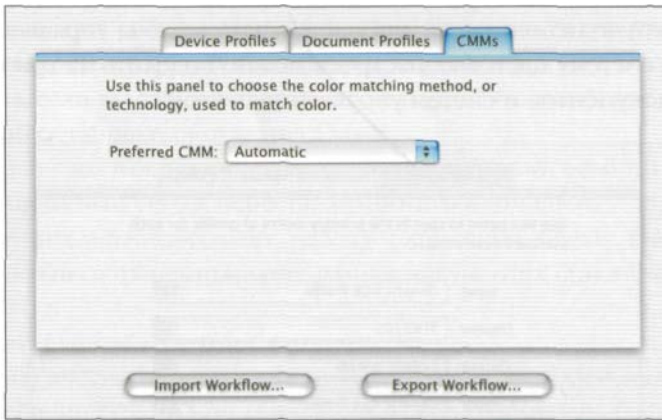 Device Profiles Document Profiles CMMs
Use this panel to choose the color matching method, or
technology, used to match color.
Preferred CMM: Automatic
Import Workflow... Export Workflow...